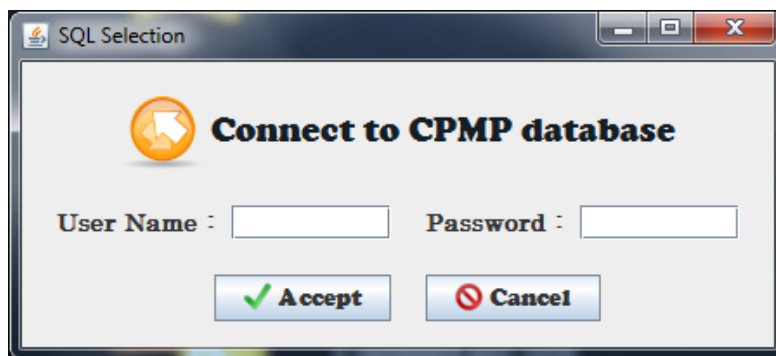 SQL Selection
Connect to CPMP database
User Name : Password :
Accept Cancel